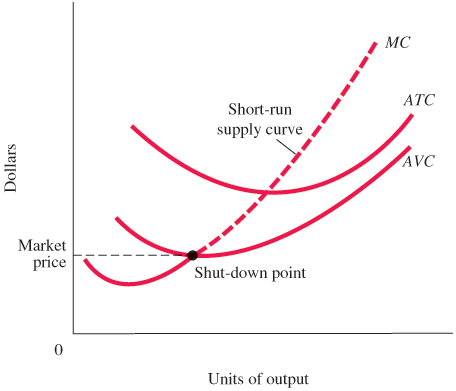 MC
ATC
Short-run
supply curve
AVC
Dollars
Market
price
Shut-down point
0
Units of output